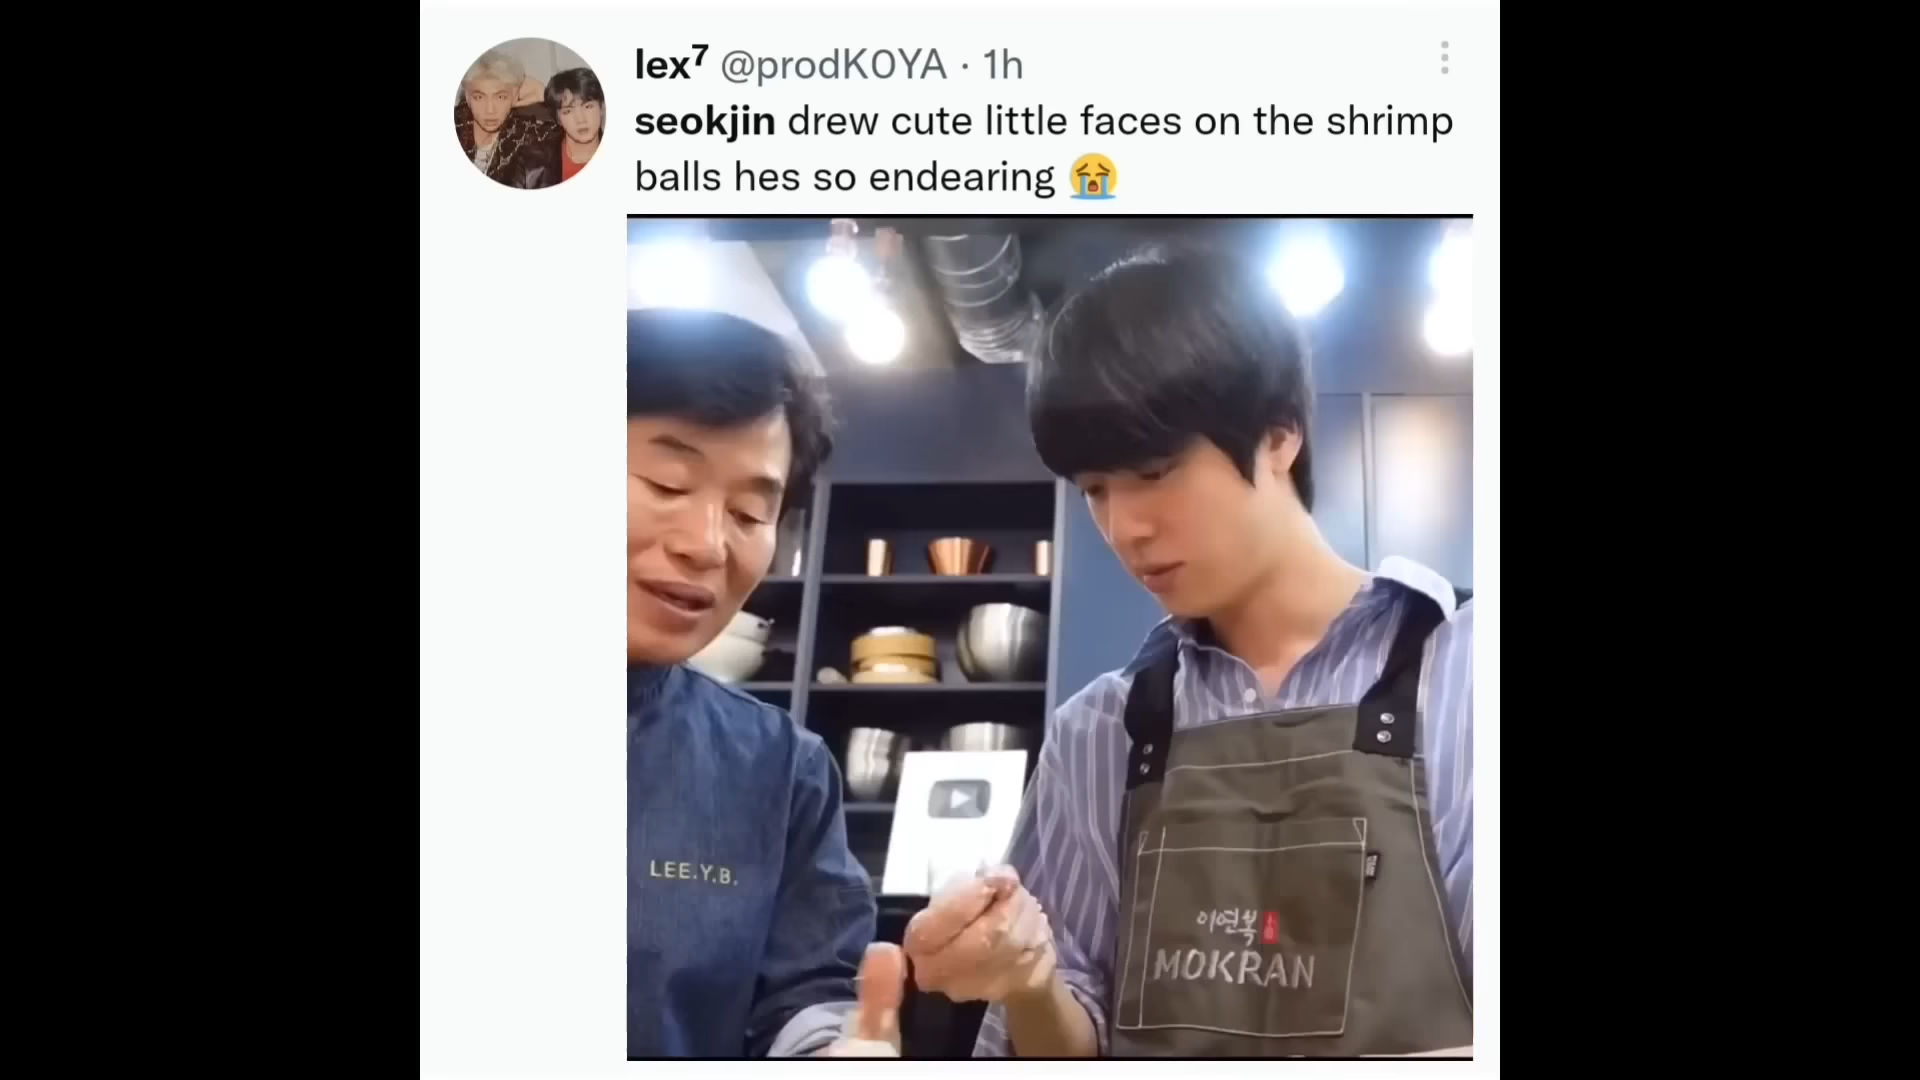 lex⁷ @prodKOYA · 1h
seokjin drew cute little faces on the shrimp
balls hes so endearing 😭
LEE.Y.B.
이연복
MOKRAN